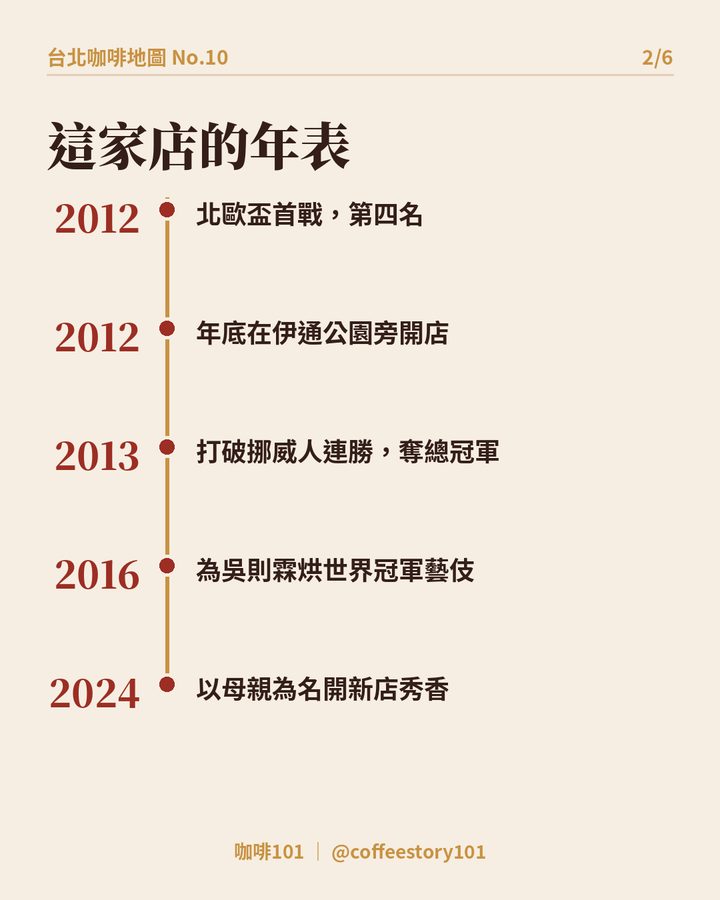 台北咖啡地圖 No.10
2/6
這家店的年表
2012 北歐盃首戰，第四名
2012 年底在伊通公園旁開店
2013 打破挪威人連勝，奪總冠軍
2016 為吳則霖烘世界冠軍藝伎
2024 以母親為名開新店秀香
咖啡101｜@coffeestory101